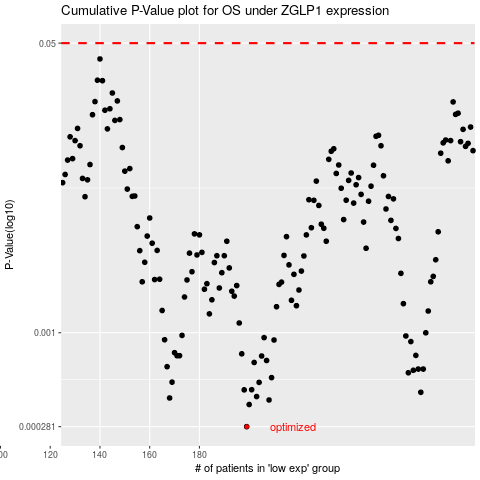 Cumulative P-Value plot for OS under ZGLP1 expression
0.05
P-Value(log10)
0.001
0.000281
optimized
00 120 140 160 180
# of patients in 'low exp' group